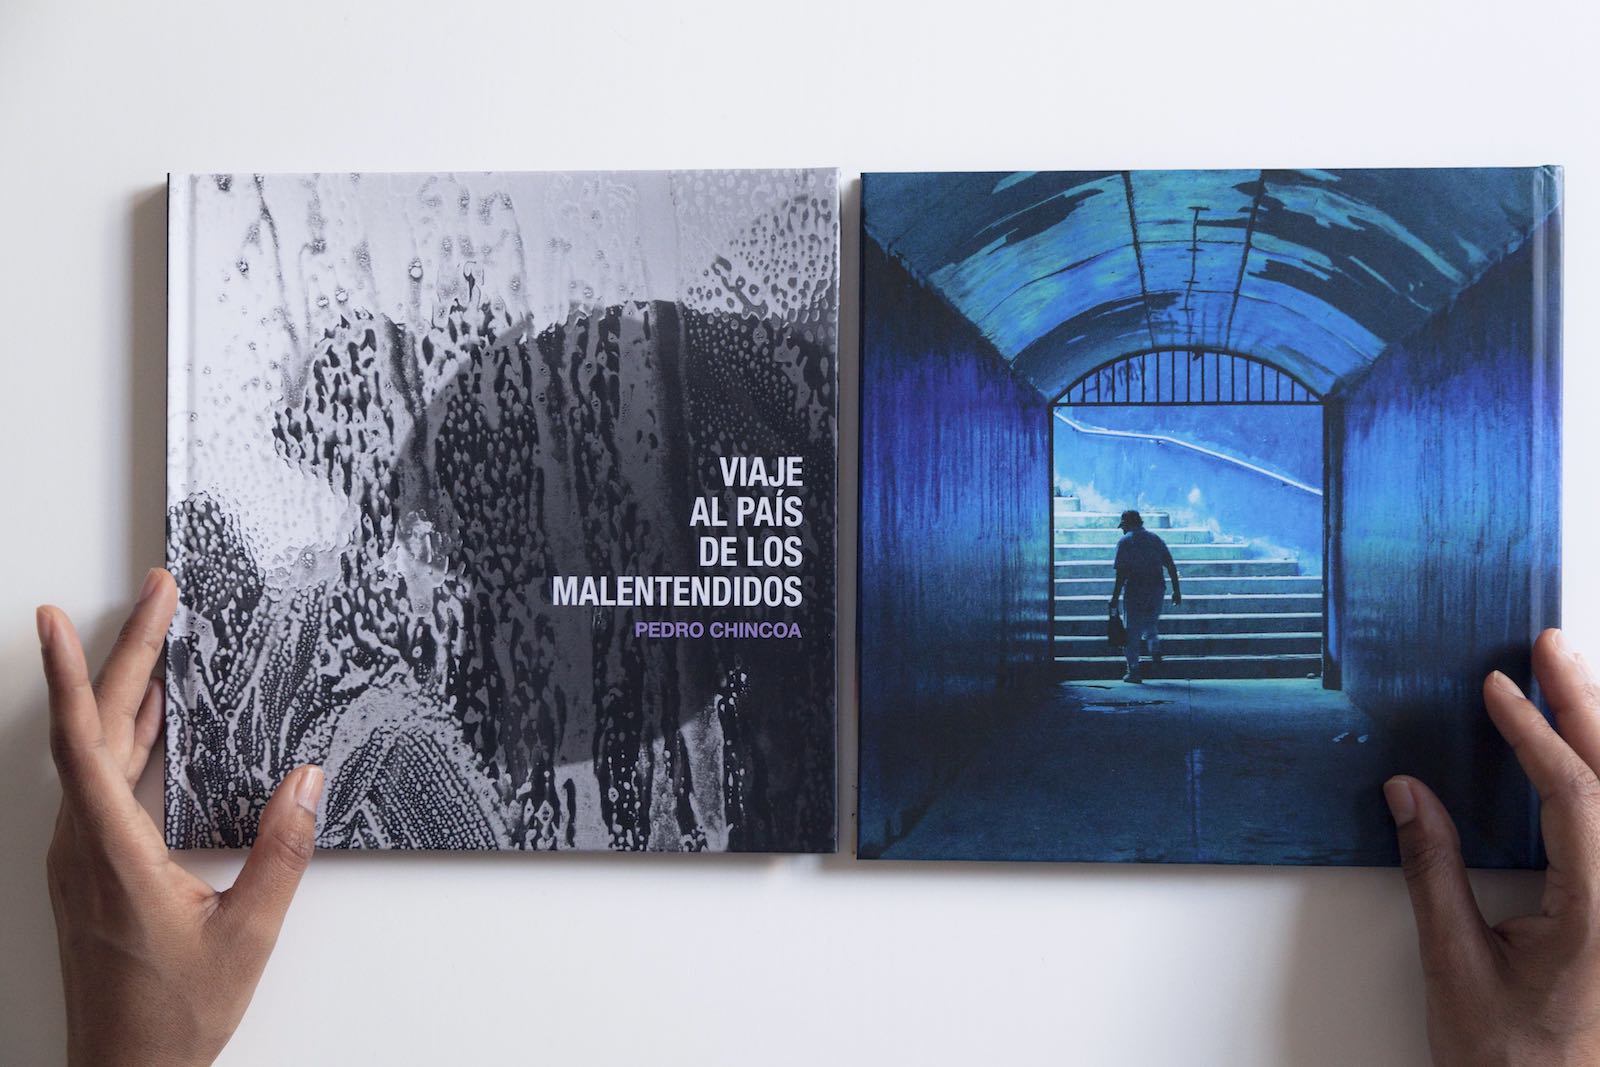 VIAJE
AL PAÍS
DE LOS
MALENTENDIDOS
PEDRO CHINCOA